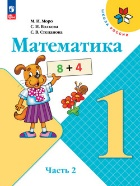 М. И. Моро
С. И. Волкова
С. В. Степанова
Математика
8 + 4
1
Часть 2